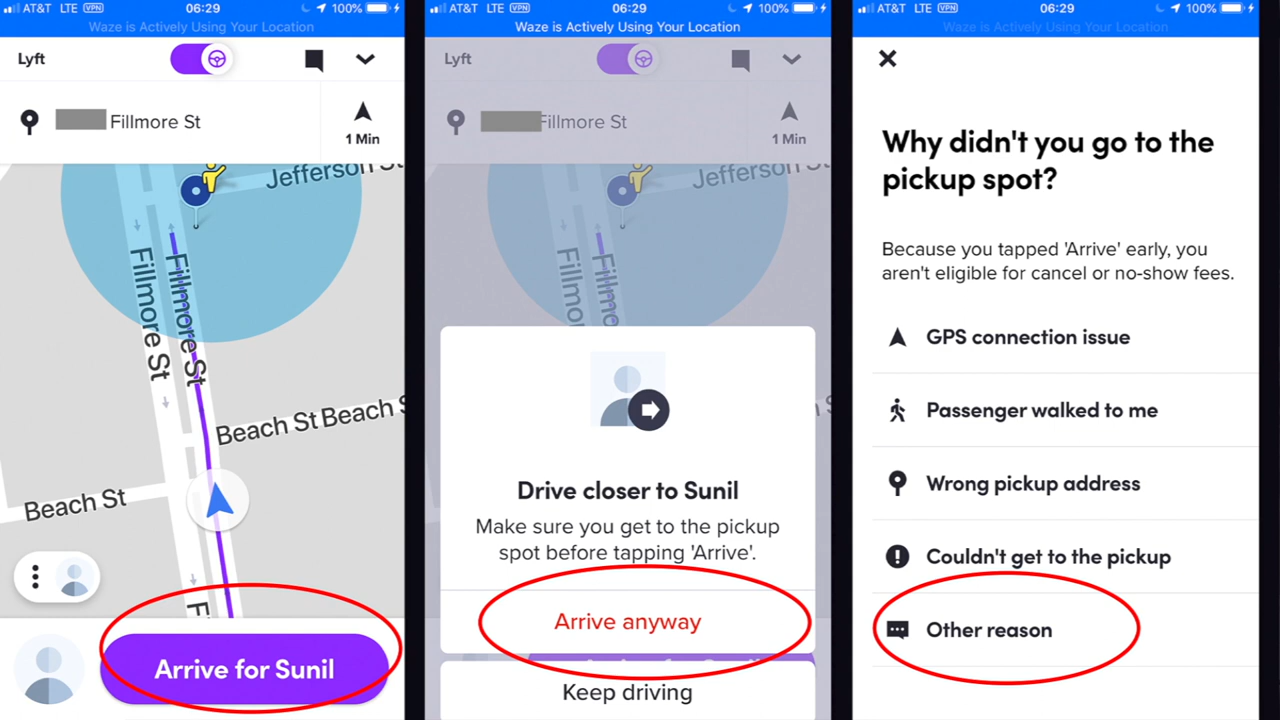 AT&T LTE VPN 06:29 100%
Waze is Actively Using Your Location
Lyft
Fillmore St
1 Min
Jefferson St
Fillmore St
Fillmore St
Beach St Beach S
Beach St
Fi
Arrive for Sunil
AT&T LTE VPN 06:29 100%
Waze is Actively Using Your Location
Lyft
Fillmore St
1 Min
Jefferson St
Fillm
Fillmo
Drive closer to Sunil
Make sure you get to the pickup
spot before tapping 'Arrive'.
Arrive anyway
Keep driving
AT&T LTE VPN 06:29 100%
Waze is Actively Using Your Location
Why didn't you go to the
pickup spot?
Because you tapped 'Arrive' early, you
aren't eligible for cancel or no-show fees.
GPS connection issue
Passenger walked to me
Wrong pickup address
Couldn't get to the pickup
Other reason